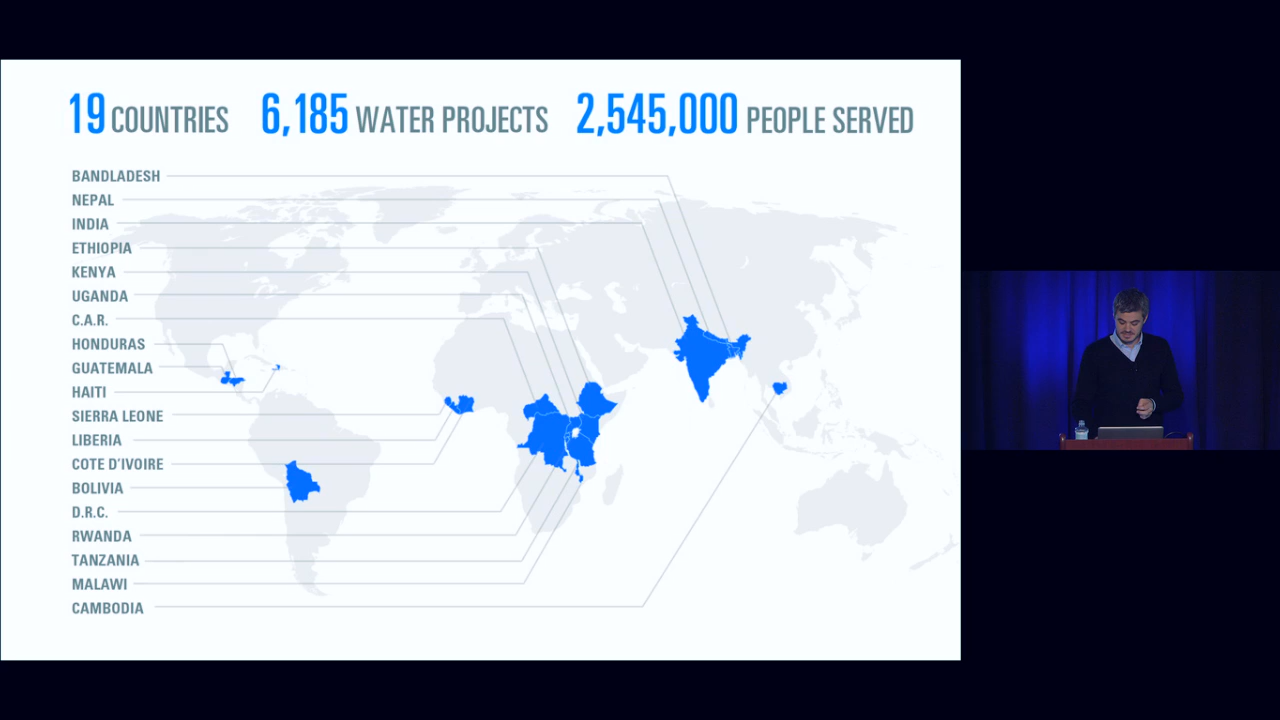 19 COUNTRIES 6,185 WATER PROJECTS 2,545,000 PEOPLE SERVED
BANDLADESH
NEPAL
INDIA
ETHIOPIA
KENYA
UGANDA
C.A.R.
HONDURAS
GUATEMALA
HAITI
SIERRA LEONE
LIBERIA
COTE D'IVOIRE
BOLIVIA
D.R.C.
RWANDA
TANZANIA
MALAWI
CAMBODIA